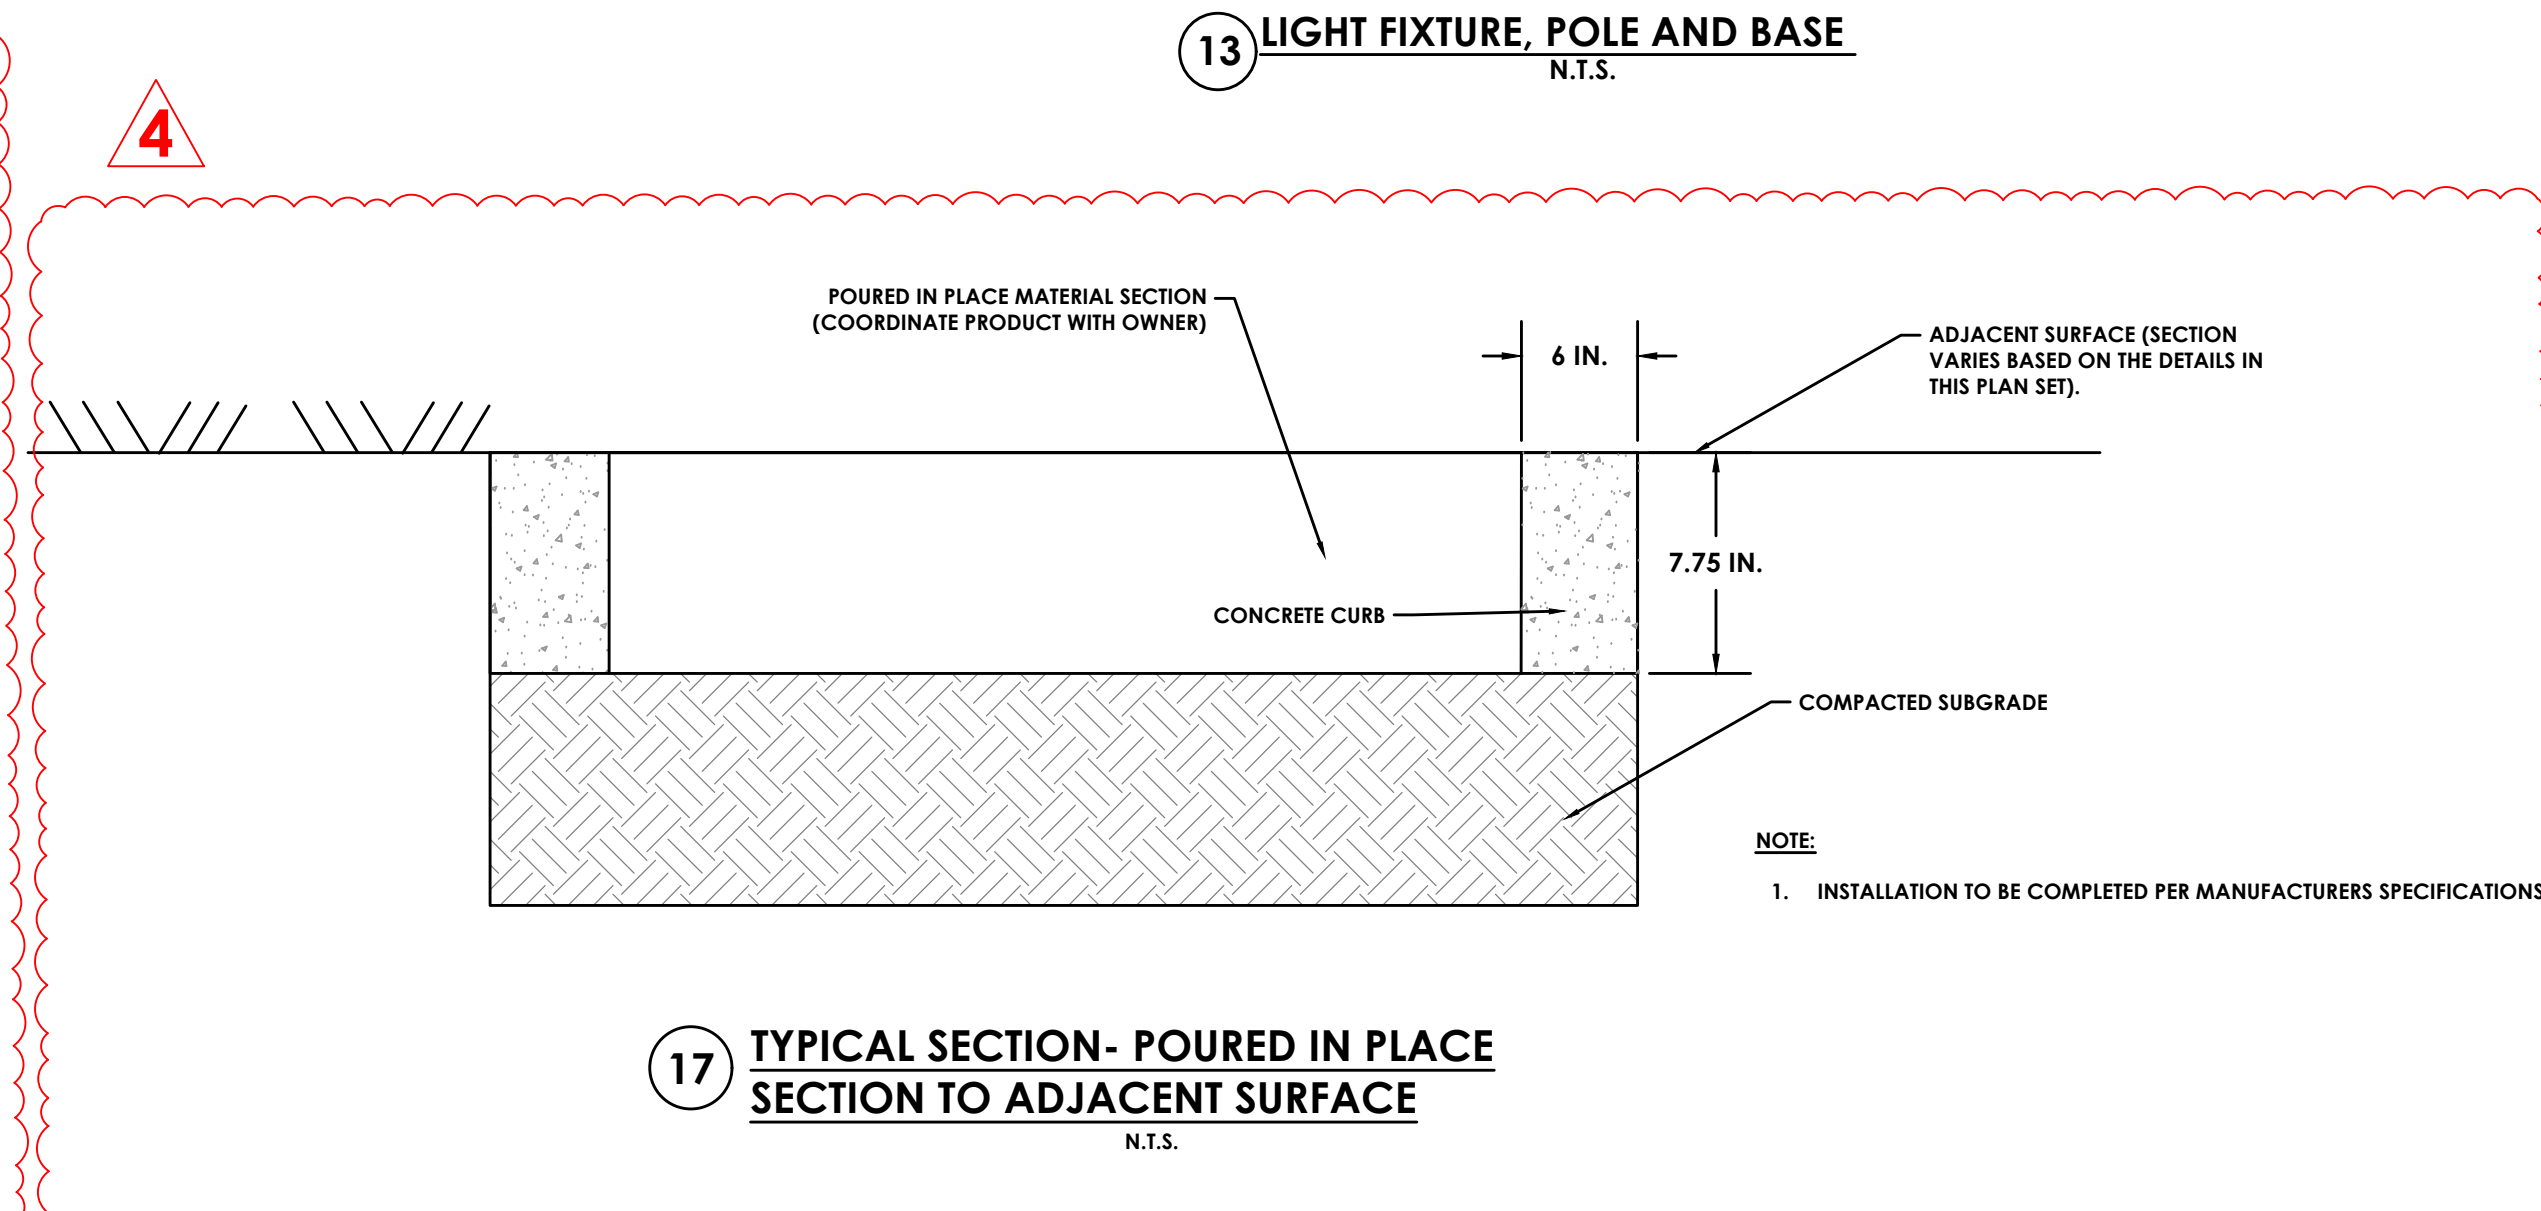 13 LIGHT FIXTURE, POLE AND BASE
N.T.S.
4
POURED IN PLACE MATERIAL SECTION
(COORDINATE PRODUCT WITH OWNER)
6 IN.
ADJACENT SURFACE (SECTION
VARIES BASED ON THE DETAILS IN
THIS PLAN SET).
7.75 IN.
CONCRETE CURB
COMPACTED SUBGRADE
NOTE:
1. INSTALLATION TO BE COMPLETED PER MANUFACTURERS SPECIFICATIONS
17 TYPICAL SECTION- POURED IN PLACE
SECTION TO ADJACENT SURFACE
N.T.S.